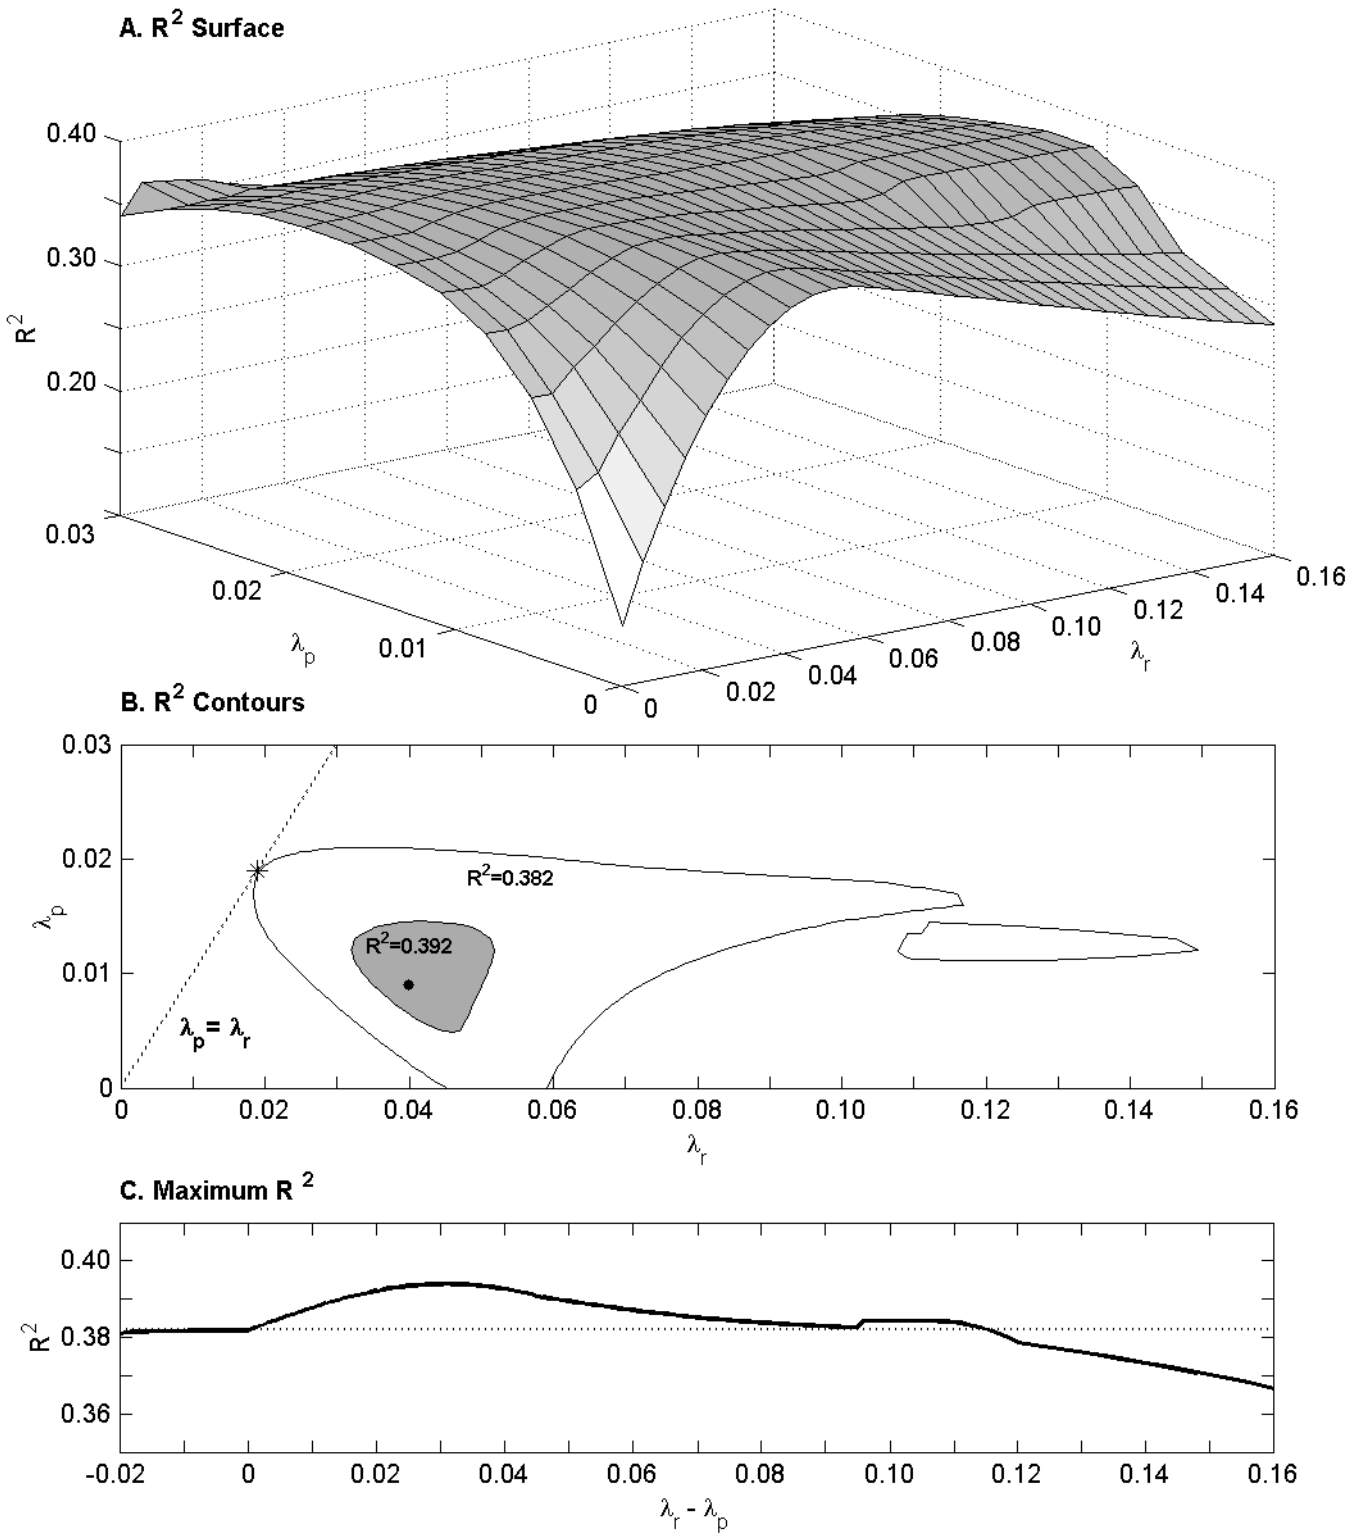 A. R² Surface
0.40
0.30
0.20
0.03
R²
0.02
0.01
0
λp
0
0.02
0.04
0.06
0.08
0.10
0.12
0.14
0.16
λr
B. R² Contours
0.03
0.02
0.01
0
λp
R²=0.382
R²=0.392
λp= λr
0 0.02 0.04 0.06 0.08 0.10 0.12 0.14 0.16
λr
C. Maximum R ²
0.40
0.38
0.36
R²
-0.02 0 0.02 0.04 0.06 0.08 0.10 0.12 0.14 0.16
λr - λp